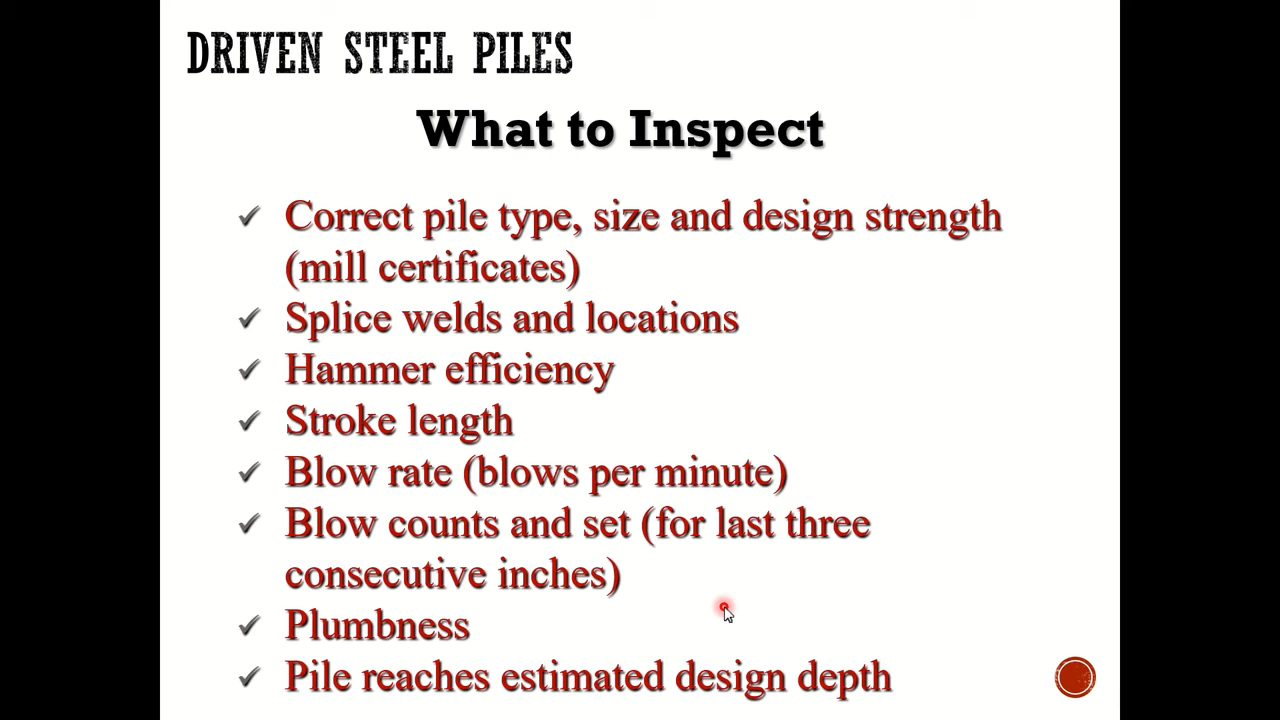 DRIVEN STEEL PILES
What to Inspect
✓ Correct pile type, size and design strength
(mill certificates)
✓ Splice welds and locations
✓ Hammer efficiency
✓ Stroke length
✓ Blow rate (blows per minute)
✓ Blow counts and set (for last three
consecutive inches)
✓ Plumbness
✓ Pile reaches estimated design depth